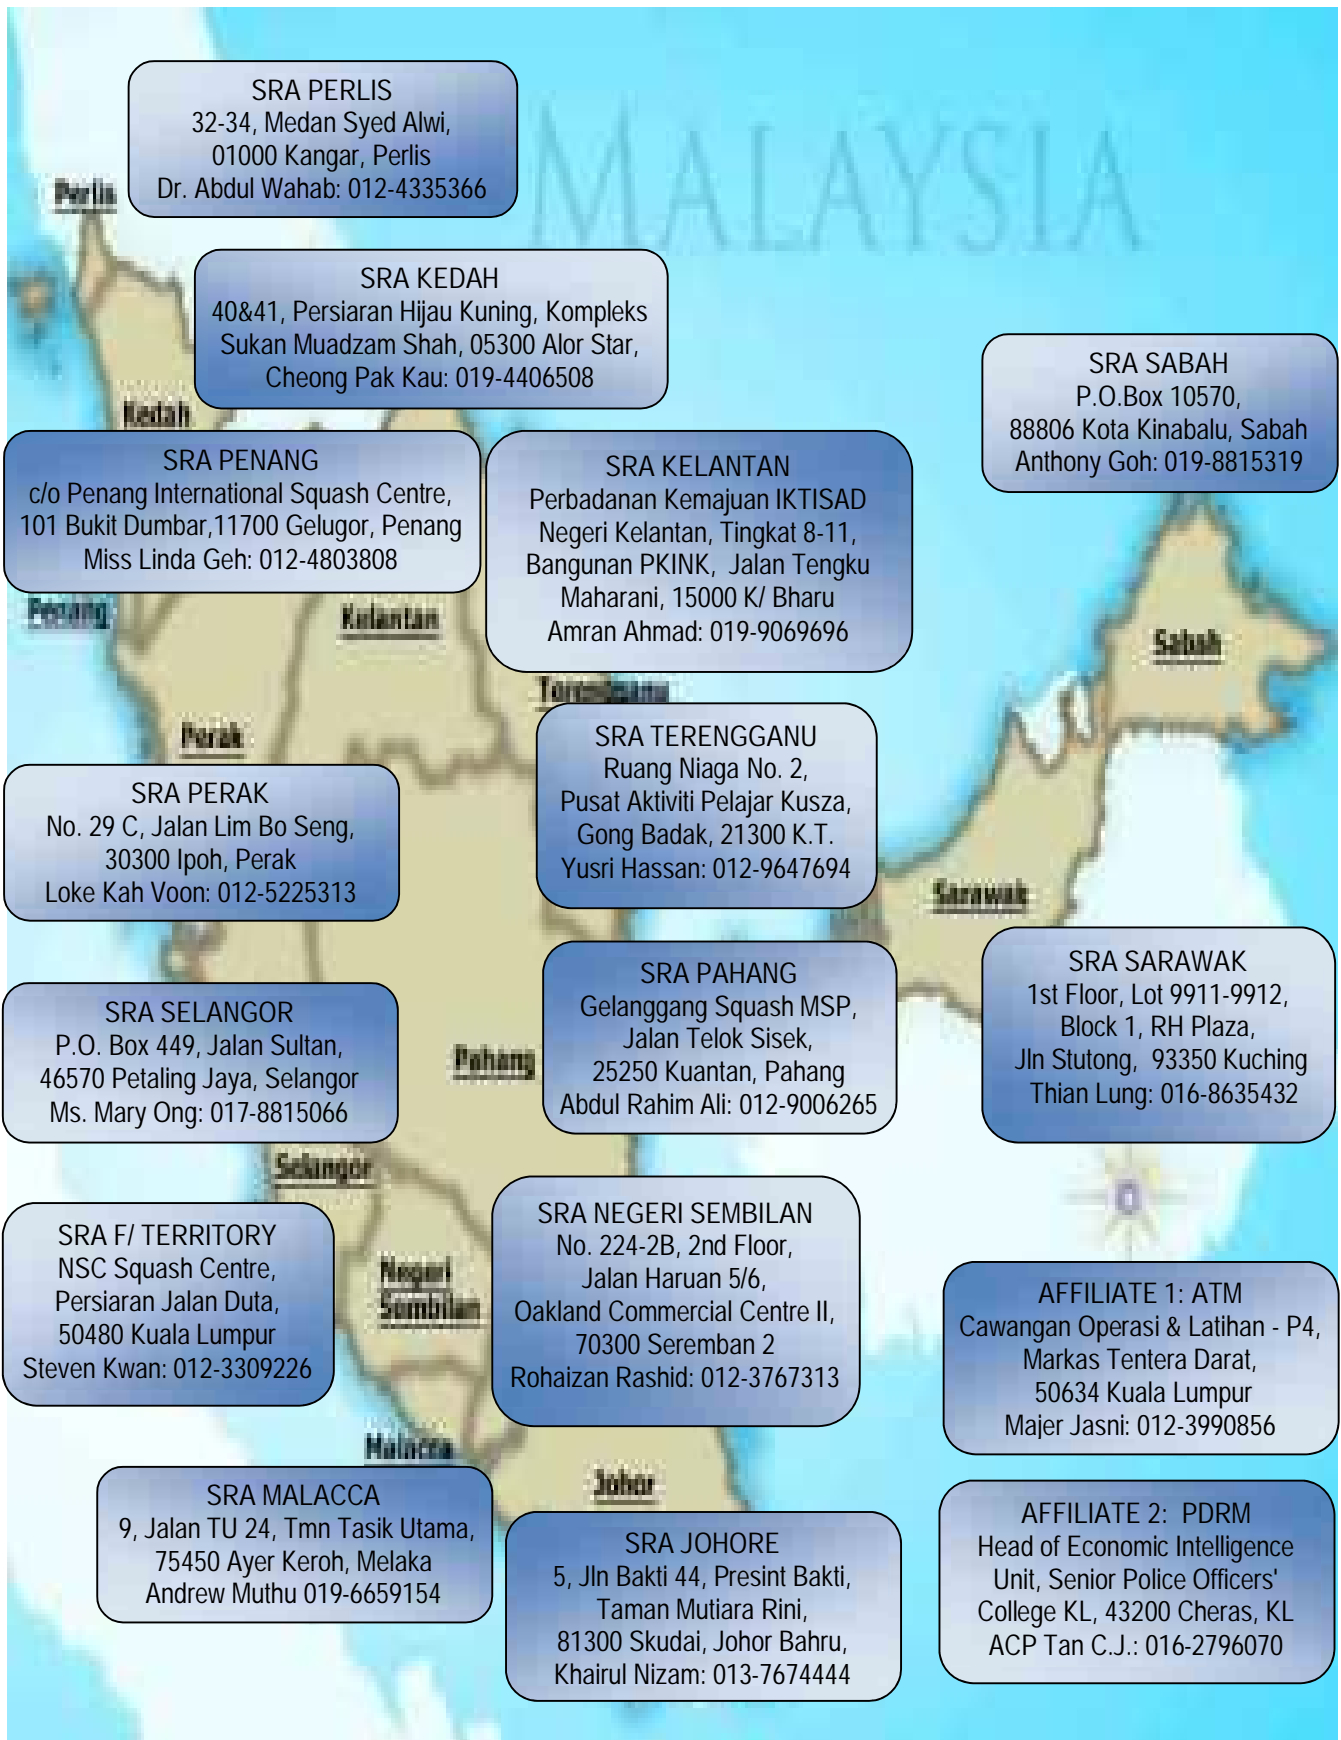 MALAYSIA
SRA PERLIS
32-34, Medan Syed Alwi,
01000 Kangar, Perlis
Dr. Abdul Wahab: 012-4335366
Perlis
SRA KEDAH
40&41, Persiaran Hijau Kuning, Kompleks
Sukan Muadzam Shah, 05300 Alor Star,
Cheong Pak Kau: 019-4406508
Kedah
SRA SABAH
P.O.Box 10570,
88806 Kota Kinabalu, Sabah
Anthony Goh: 019-8815319
SRA PENANG
c/o Penang International Squash Centre,
101 Bukit Dumbar,11700 Gelugor, Penang
Miss Linda Geh: 012-4803808
Penang
SRA KELANTAN
Perbadanan Kemajuan IKTISAD
Negeri Kelantan, Tingkat 8-11,
Bangunan PKINK, Jalan Tengku
Maharani, 15000 K/ Bharu
Amran Ahmad: 019-9069696
Kelantan
Sabah
Terengganu
Perak
SRA TERENGGANU
Ruang Niaga No. 2,
Pusat Aktiviti Pelajar Kusza,
Gong Badak, 21300 K.T.
Yusri Hassan: 012-9647694
SRA PERAK
No. 29 C, Jalan Lim Bo Seng,
30300 Ipoh, Perak
Loke Kah Voon: 012-5225313
Sarawak
SRA PAHANG
Gelanggang Squash MSP,
Jalan Telok Sisek,
25250 Kuantan, Pahang
Abdul Rahim Ali: 012-9006265
SRA SARAWAK
1st Floor, Lot 9911-9912,
Block 1, RH Plaza,
Jln Stutong, 93350 Kuching
Thian Lung: 016-8635432
SRA SELANGOR
P.O. Box 449, Jalan Sultan,
46570 Petaling Jaya, Selangor
Ms. Mary Ong: 017-8815066
Pahang
Selangor
SRA F/ TERRITORY
NSC Squash Centre,
Persiaran Jalan Duta,
50480 Kuala Lumpur
Steven Kwan: 012-3309226
Negeri
Sembilan
SRA NEGERI SEMBILAN
No. 224-2B, 2nd Floor,
Jalan Haruan 5/6,
Oakland Commercial Centre II,
70300 Seremban 2
Rohaizan Rashid: 012-3767313
AFFILIATE 1: ATM
Cawangan Operasi & Latihan - P4,
Markas Tentera Darat,
50634 Kuala Lumpur
Majer Jasni: 012-3990856
Malacca
Johor
SRA MALACCA
9, Jalan TU 24, Tmn Tasik Utama,
75450 Ayer Keroh, Melaka
Andrew Muthu 019-6659154
SRA JOHORE
5, Jln Bakti 44, Presint Bakti,
Taman Mutiara Rini,
81300 Skudai, Johor Bahru,
Khairul Nizam: 013-7674444
AFFILIATE 2: PDRM
Head of Economic Intelligence
Unit, Senior Police Officers'
College KL, 43200 Cheras, KL
ACP Tan C.J.: 016-2796070